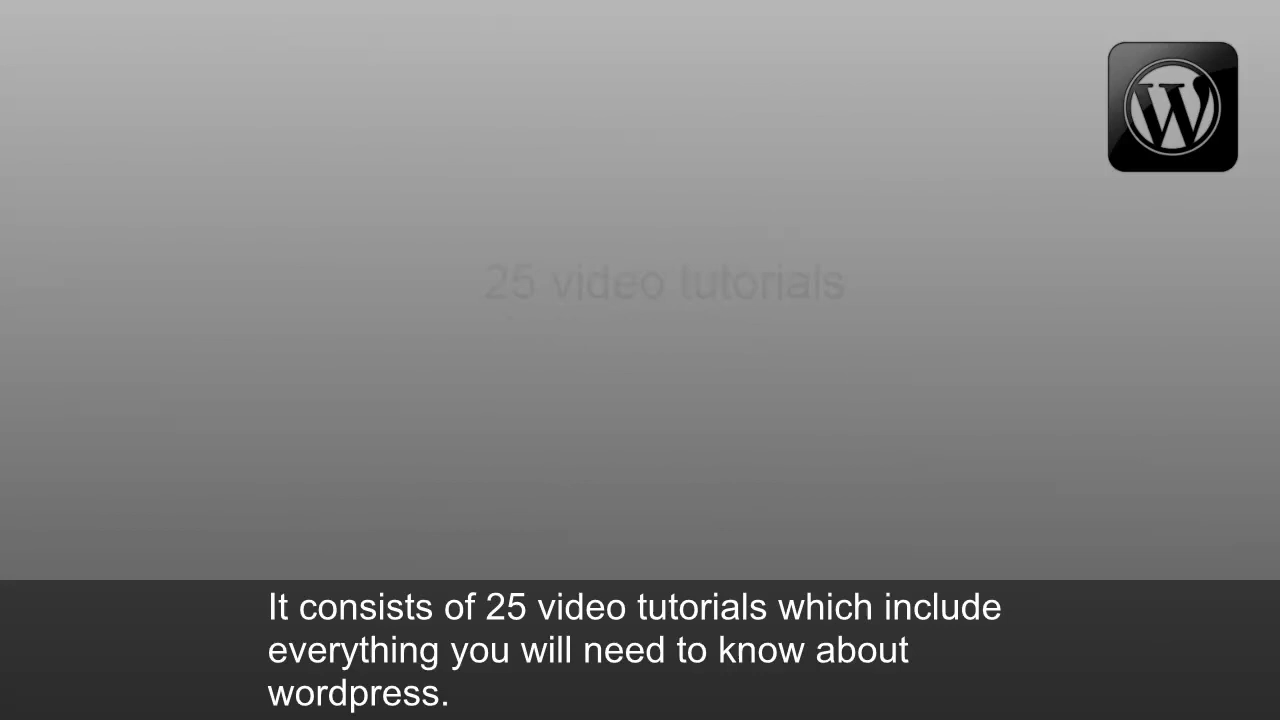 25 video tutorials
It consists of 25 video tutorials which include
everything you will need to know about
wordpress.